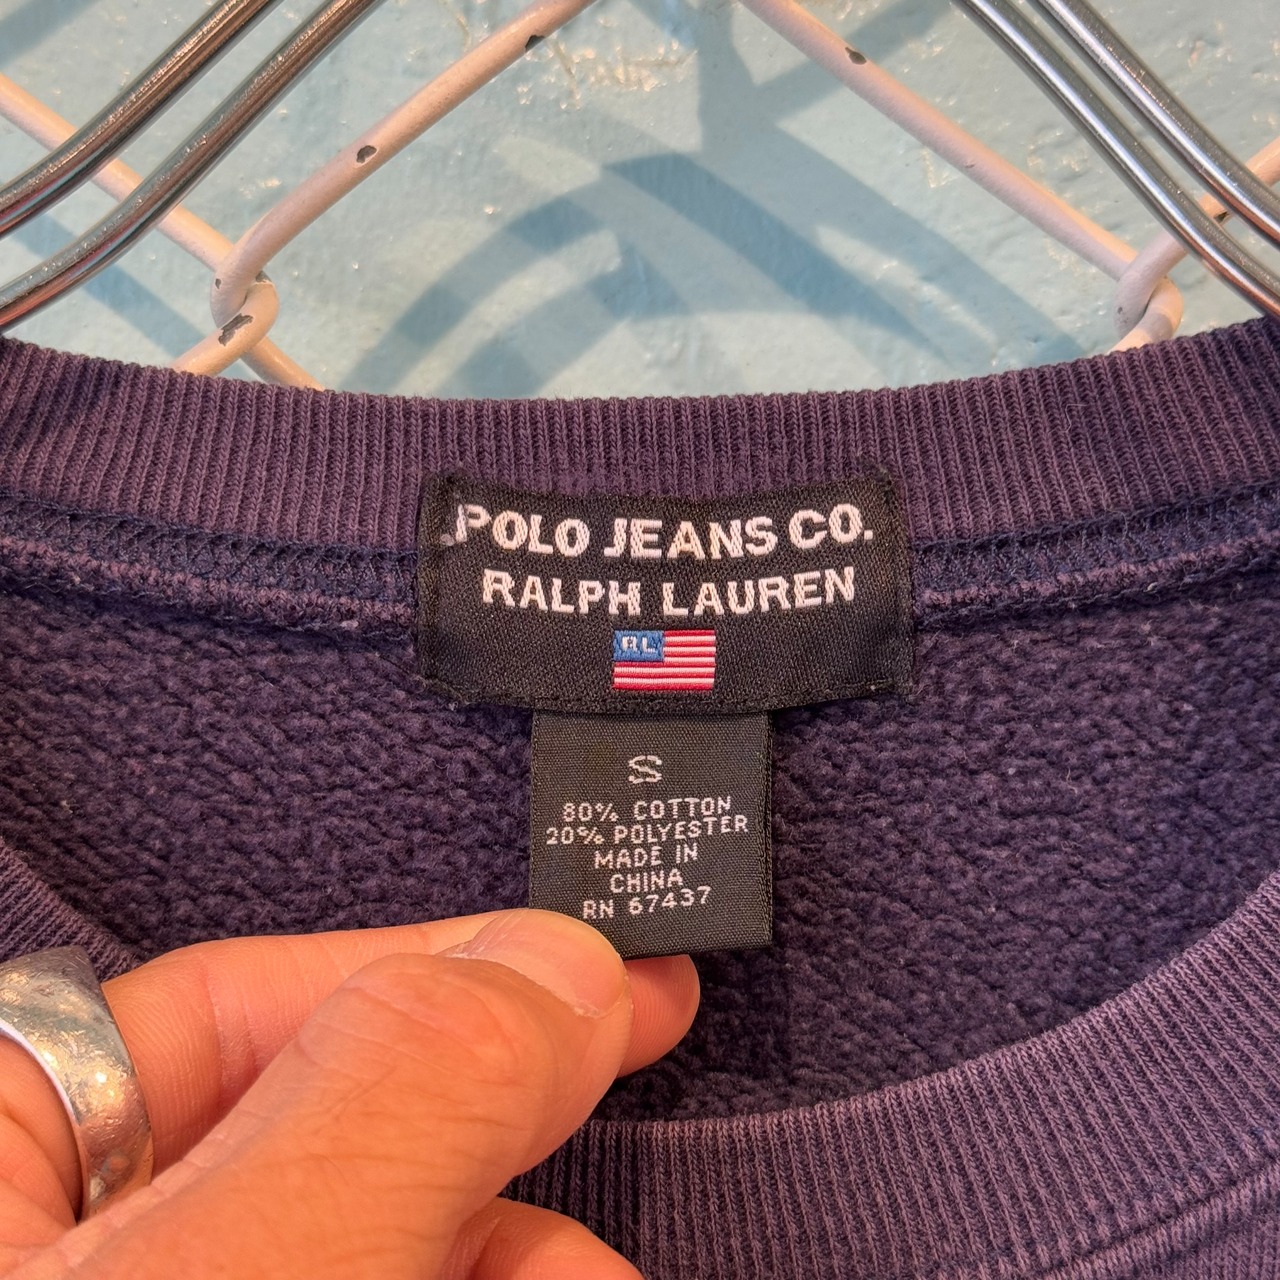 POLO JEANS CO.
RALPH LAUREN
RL
S
80% COTTON
20% POLYESTER
MADE IN
CHINA
RN 67437